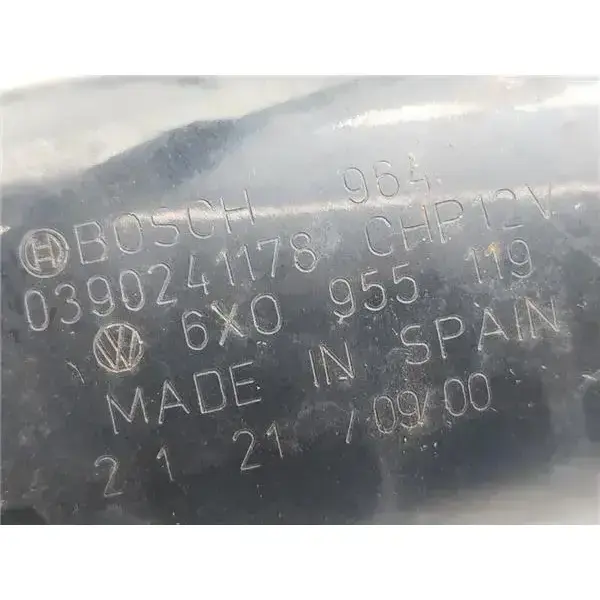 BOSCH 964
0390241178 CHP12V
6X0 955 119
MADE IN SPAIN
2 1 21 /09/00